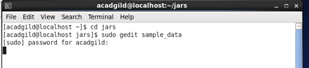 acadgild@localhost:~/jars
File Edit View Search Terminal Help
[acadgild@localhost ~]$ cd jars
[acadgild@localhost jars]$ sudo gedit sample_data
[sudo] password for acadgild: